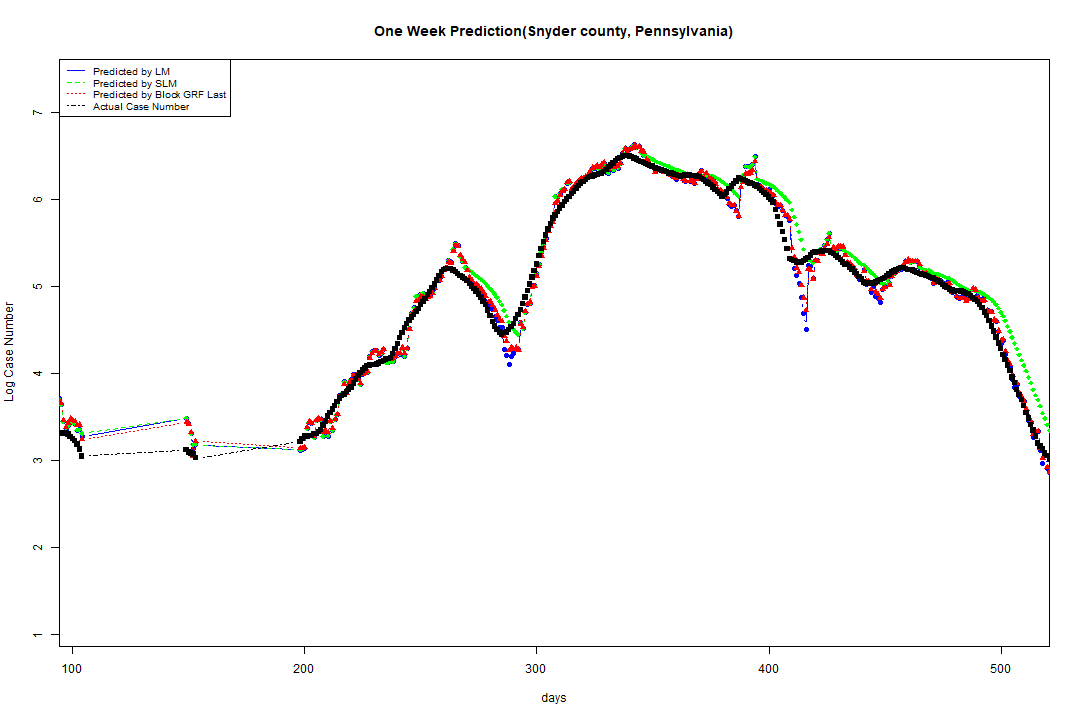 One Week Prediction(Snyder county, Pennsylvania)
Predicted by LM
Predicted by SLM
Predicted by Block GRF Last
Actual Case Number
7
6
5
4
3
2
1
Log Case Number
100 200 300 400 500
days